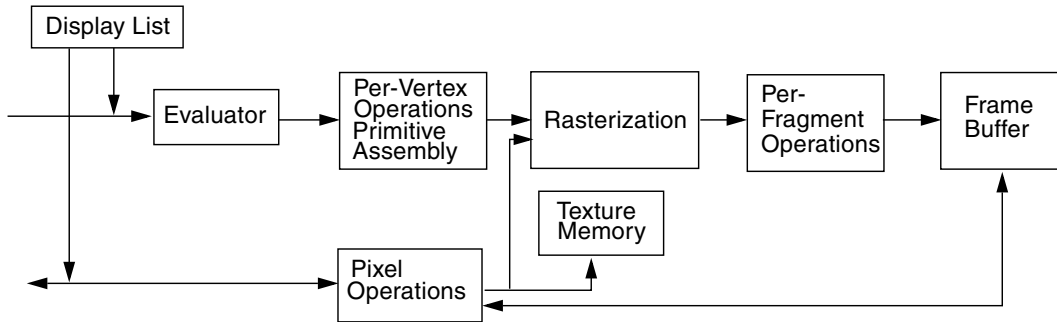 Display List
Evaluator
Per-Vertex
Operations
Primitive
Assembly
Rasterization
Per-
Fragment
Operations
Frame
Buffer
Texture
Memory
Pixel
Operations